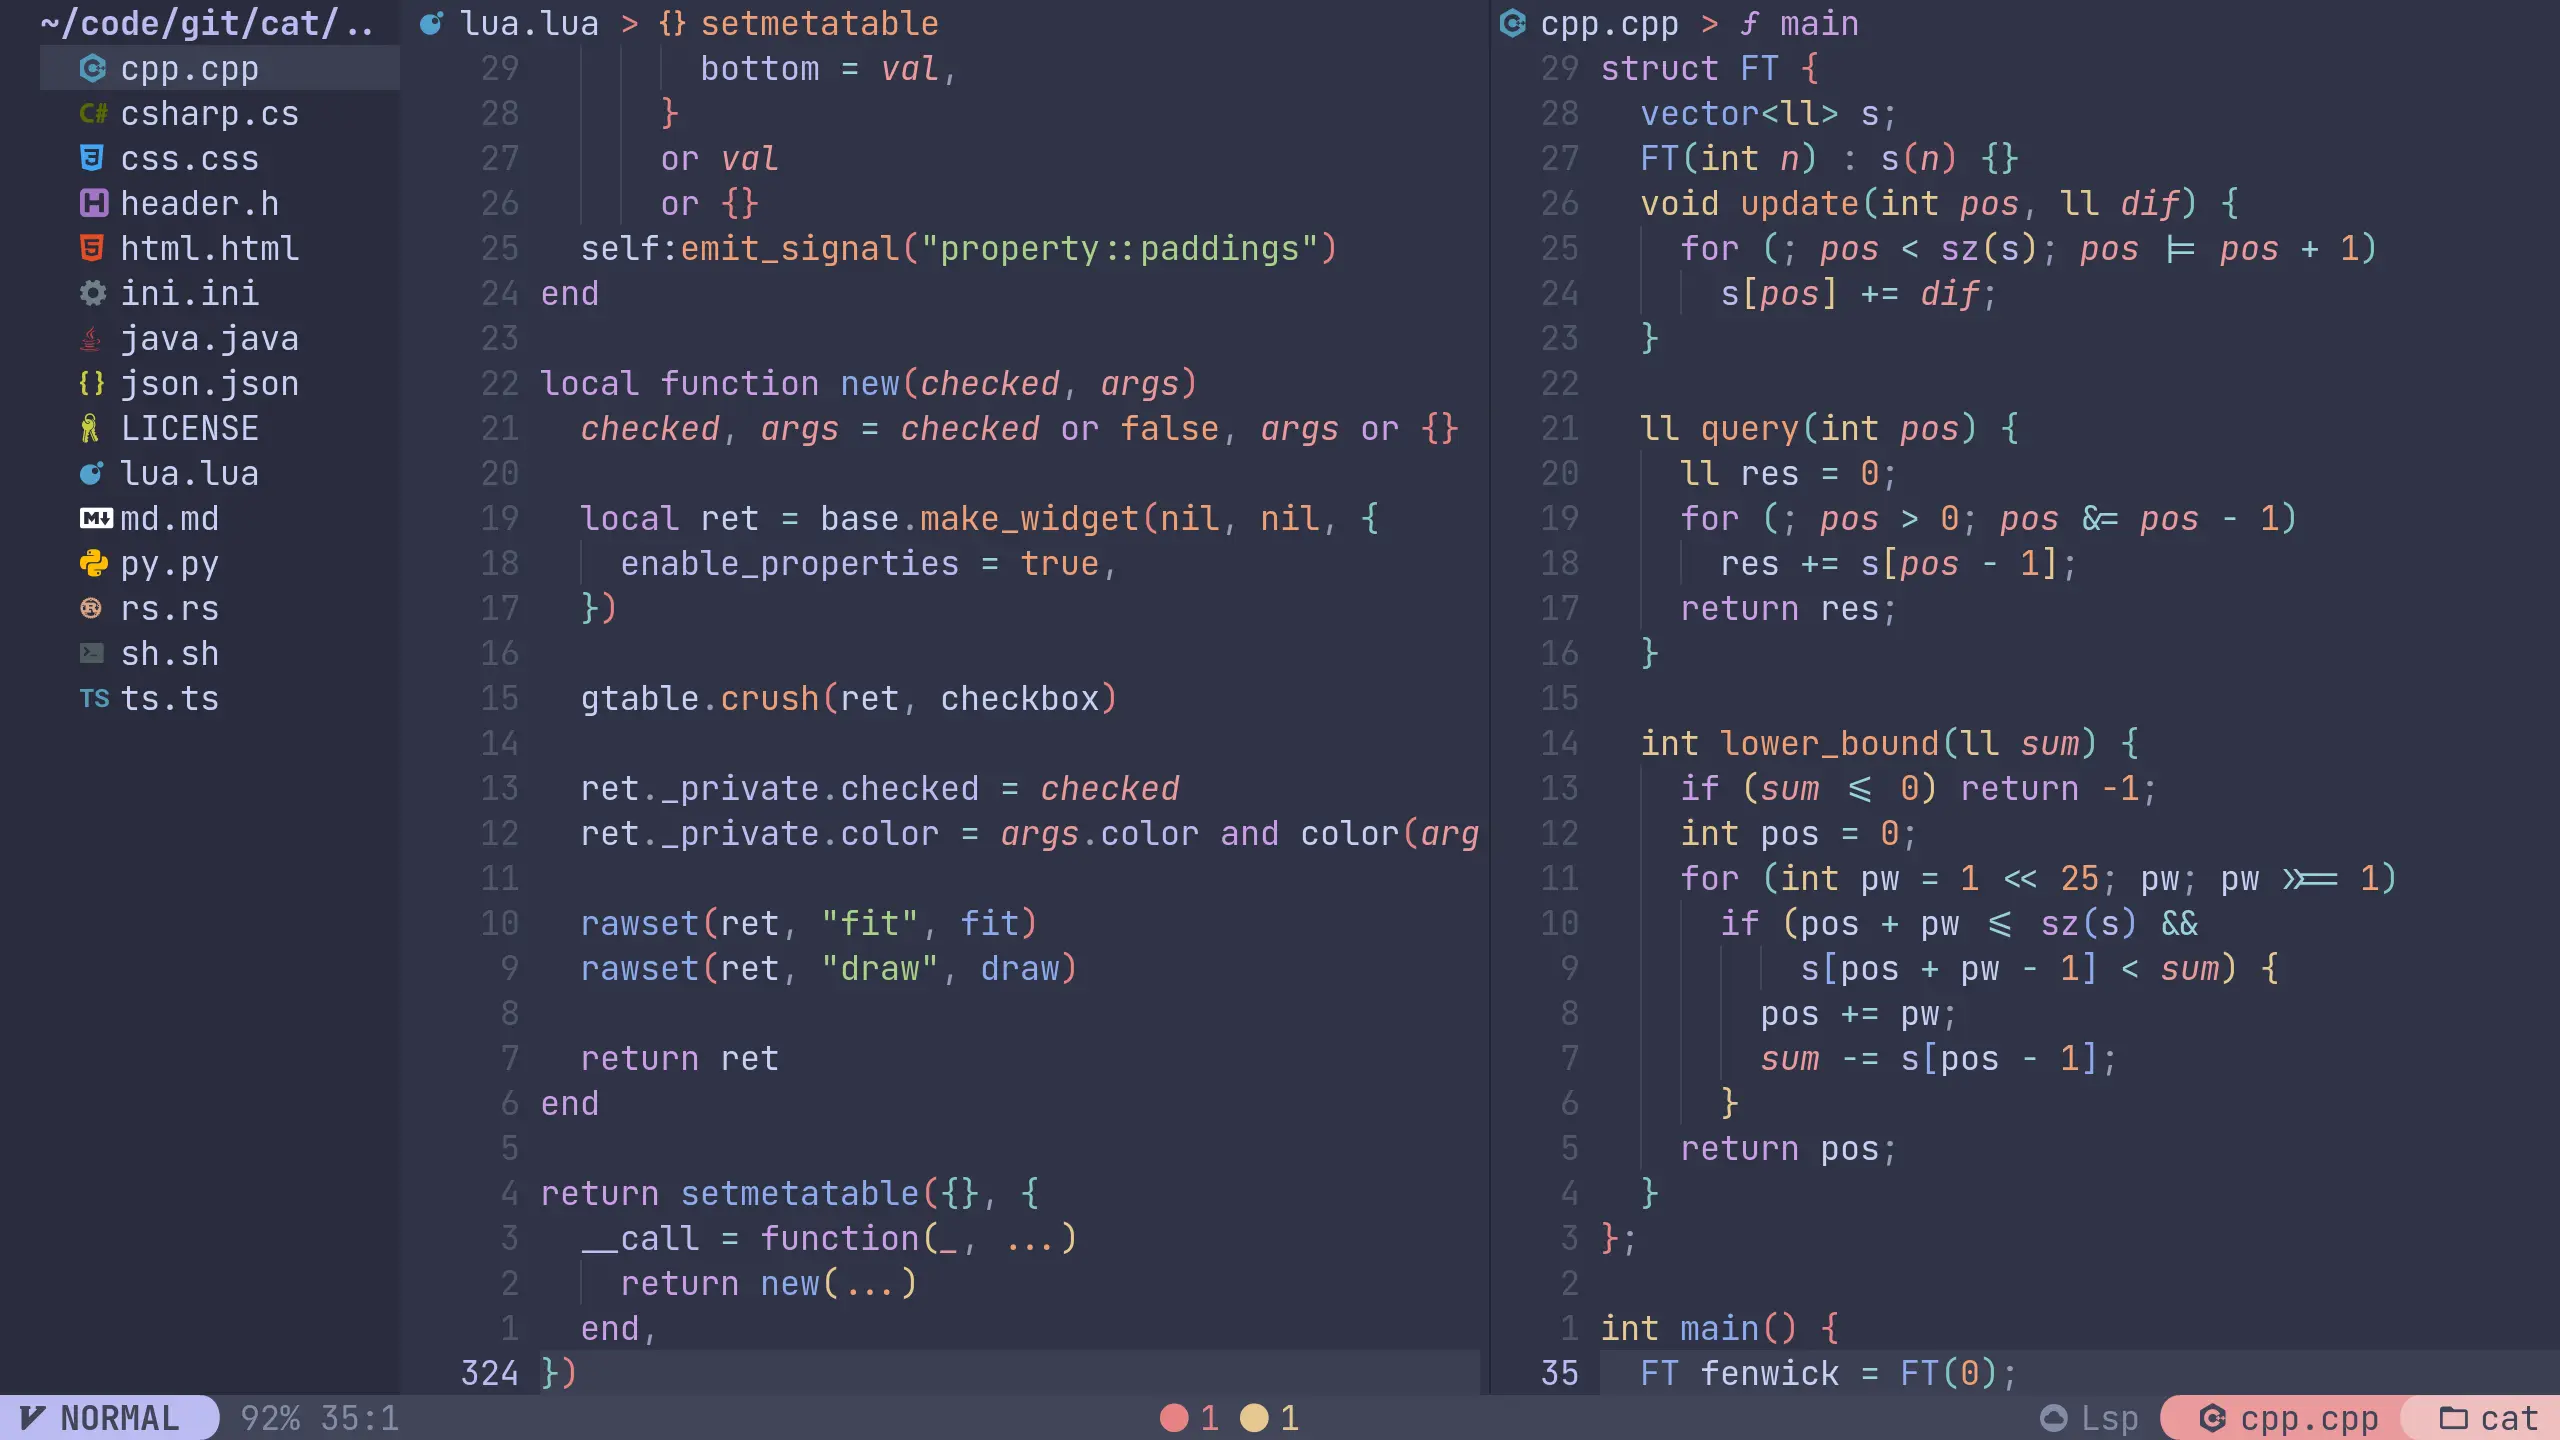 ~/code/git/cat/..
cpp.cpp
C# csharp.cs
css.css
header.h
html.html
ini.ini
java.java
{} json.json
LICENSE
lua.lua
M↓ md.md
py.py
rs.rs
sh.sh
TS ts.ts
lua.lua > {} setmetatable
29         bottom = val,
28       }
27       or val
26       or {}
25   self:emit_signal("property::paddings")
24 end
23
22 local function new(checked, args)
21   checked, args = checked or false, args or {}
20
19   local ret = base.make_widget(nil, nil, {
18     enable_properties = true,
17   })
16
15   gtable.crush(ret, checkbox)
14
13   ret._private.checked = checked
12   ret._private.color = args.color and color(arg
11
10   rawset(ret, "fit", fit)
9   rawset(ret, "draw", draw)
8
7   return ret
6 end
5
4 return setmetatable({}, {
3   __call = function(_, ...)
2     return new(...)
1   end,
324 })
cpp.cpp > ƒ main
29 struct FT {
28   vector<ll> s;
27   FT(int n) : s(n) {}
26   void update(int pos, ll dif) {
25     for (; pos < sz(s); pos |= pos + 1)
24       s[pos] += dif;
23   }
22
21   ll query(int pos) {
20     ll res = 0;
19     for (; pos > 0; pos &= pos - 1)
18       res += s[pos - 1];
17     return res;
16   }
15
14   int lower_bound(ll sum) {
13     if (sum <= 0) return -1;
12     int pos = 0;
11     for (int pw = 1 << 25; pw; pw >>= 1)
10       if (pos + pw <= sz(s) &&
9           s[pos + pw - 1] < sum) {
8         pos += pw;
7         sum -= s[pos - 1];
6       }
5     return pos;
4   }
3 };
2
1 int main() {
35   FT fenwick = FT(0);
NORMAL 92% 35:1 1 1 Lsp cpp.cpp cat